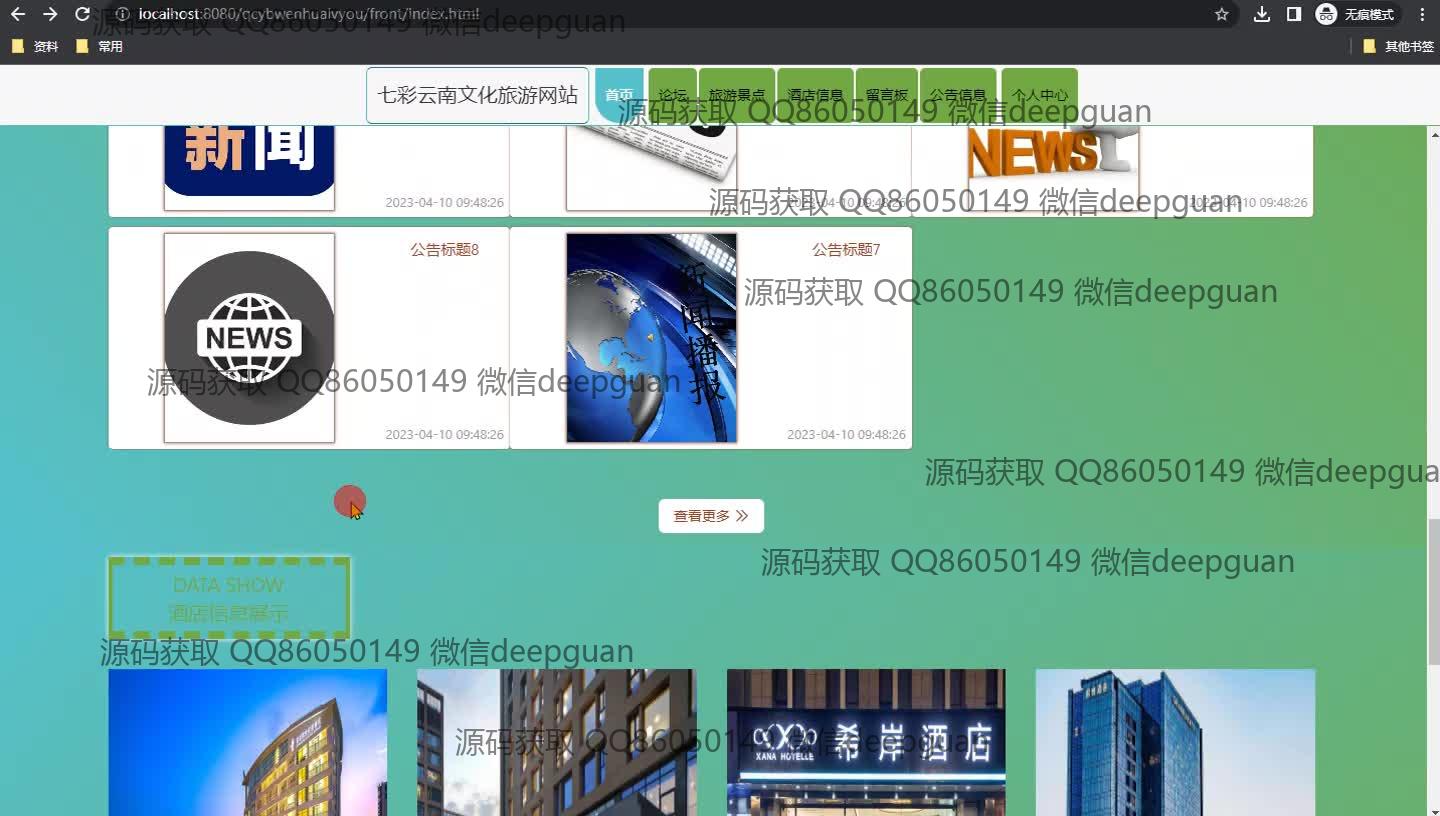 localhost:8080/qcybwenhuaivyou/front/index.html
无痕模式
资料
常用
其他书签
源码获取 QQ86050149 微信deepguan
七彩云南文化旅游网站
首页
论坛
旅游景点
酒店信息
留言板
公告信息
个人中心
源码获取 QQ86050149 微信deepguan
新闻
NEWS
2023-04-10 09:48:26
2023-04-10 09:48:26
2023-04-10 09:48:26
源码获取 QQ86050149 微信deepguan
公告标题8
公告标题7
源码获取 QQ86050149 微信deepguan
NEWS
新闻播报
源码获取 QQ86050149 微信deepguan
2023-04-10 09:48:26
2023-04-10 09:48:26
源码获取 QQ86050149 微信deepgua
查看更多
源码获取 QQ86050149 微信deepguan
DATA SHOW
酒店信息展示
源码获取 QQ86050149 微信deepguan
希岸酒店
XANA HOTELLE
源码获取 QQ86050149 微信deepguan